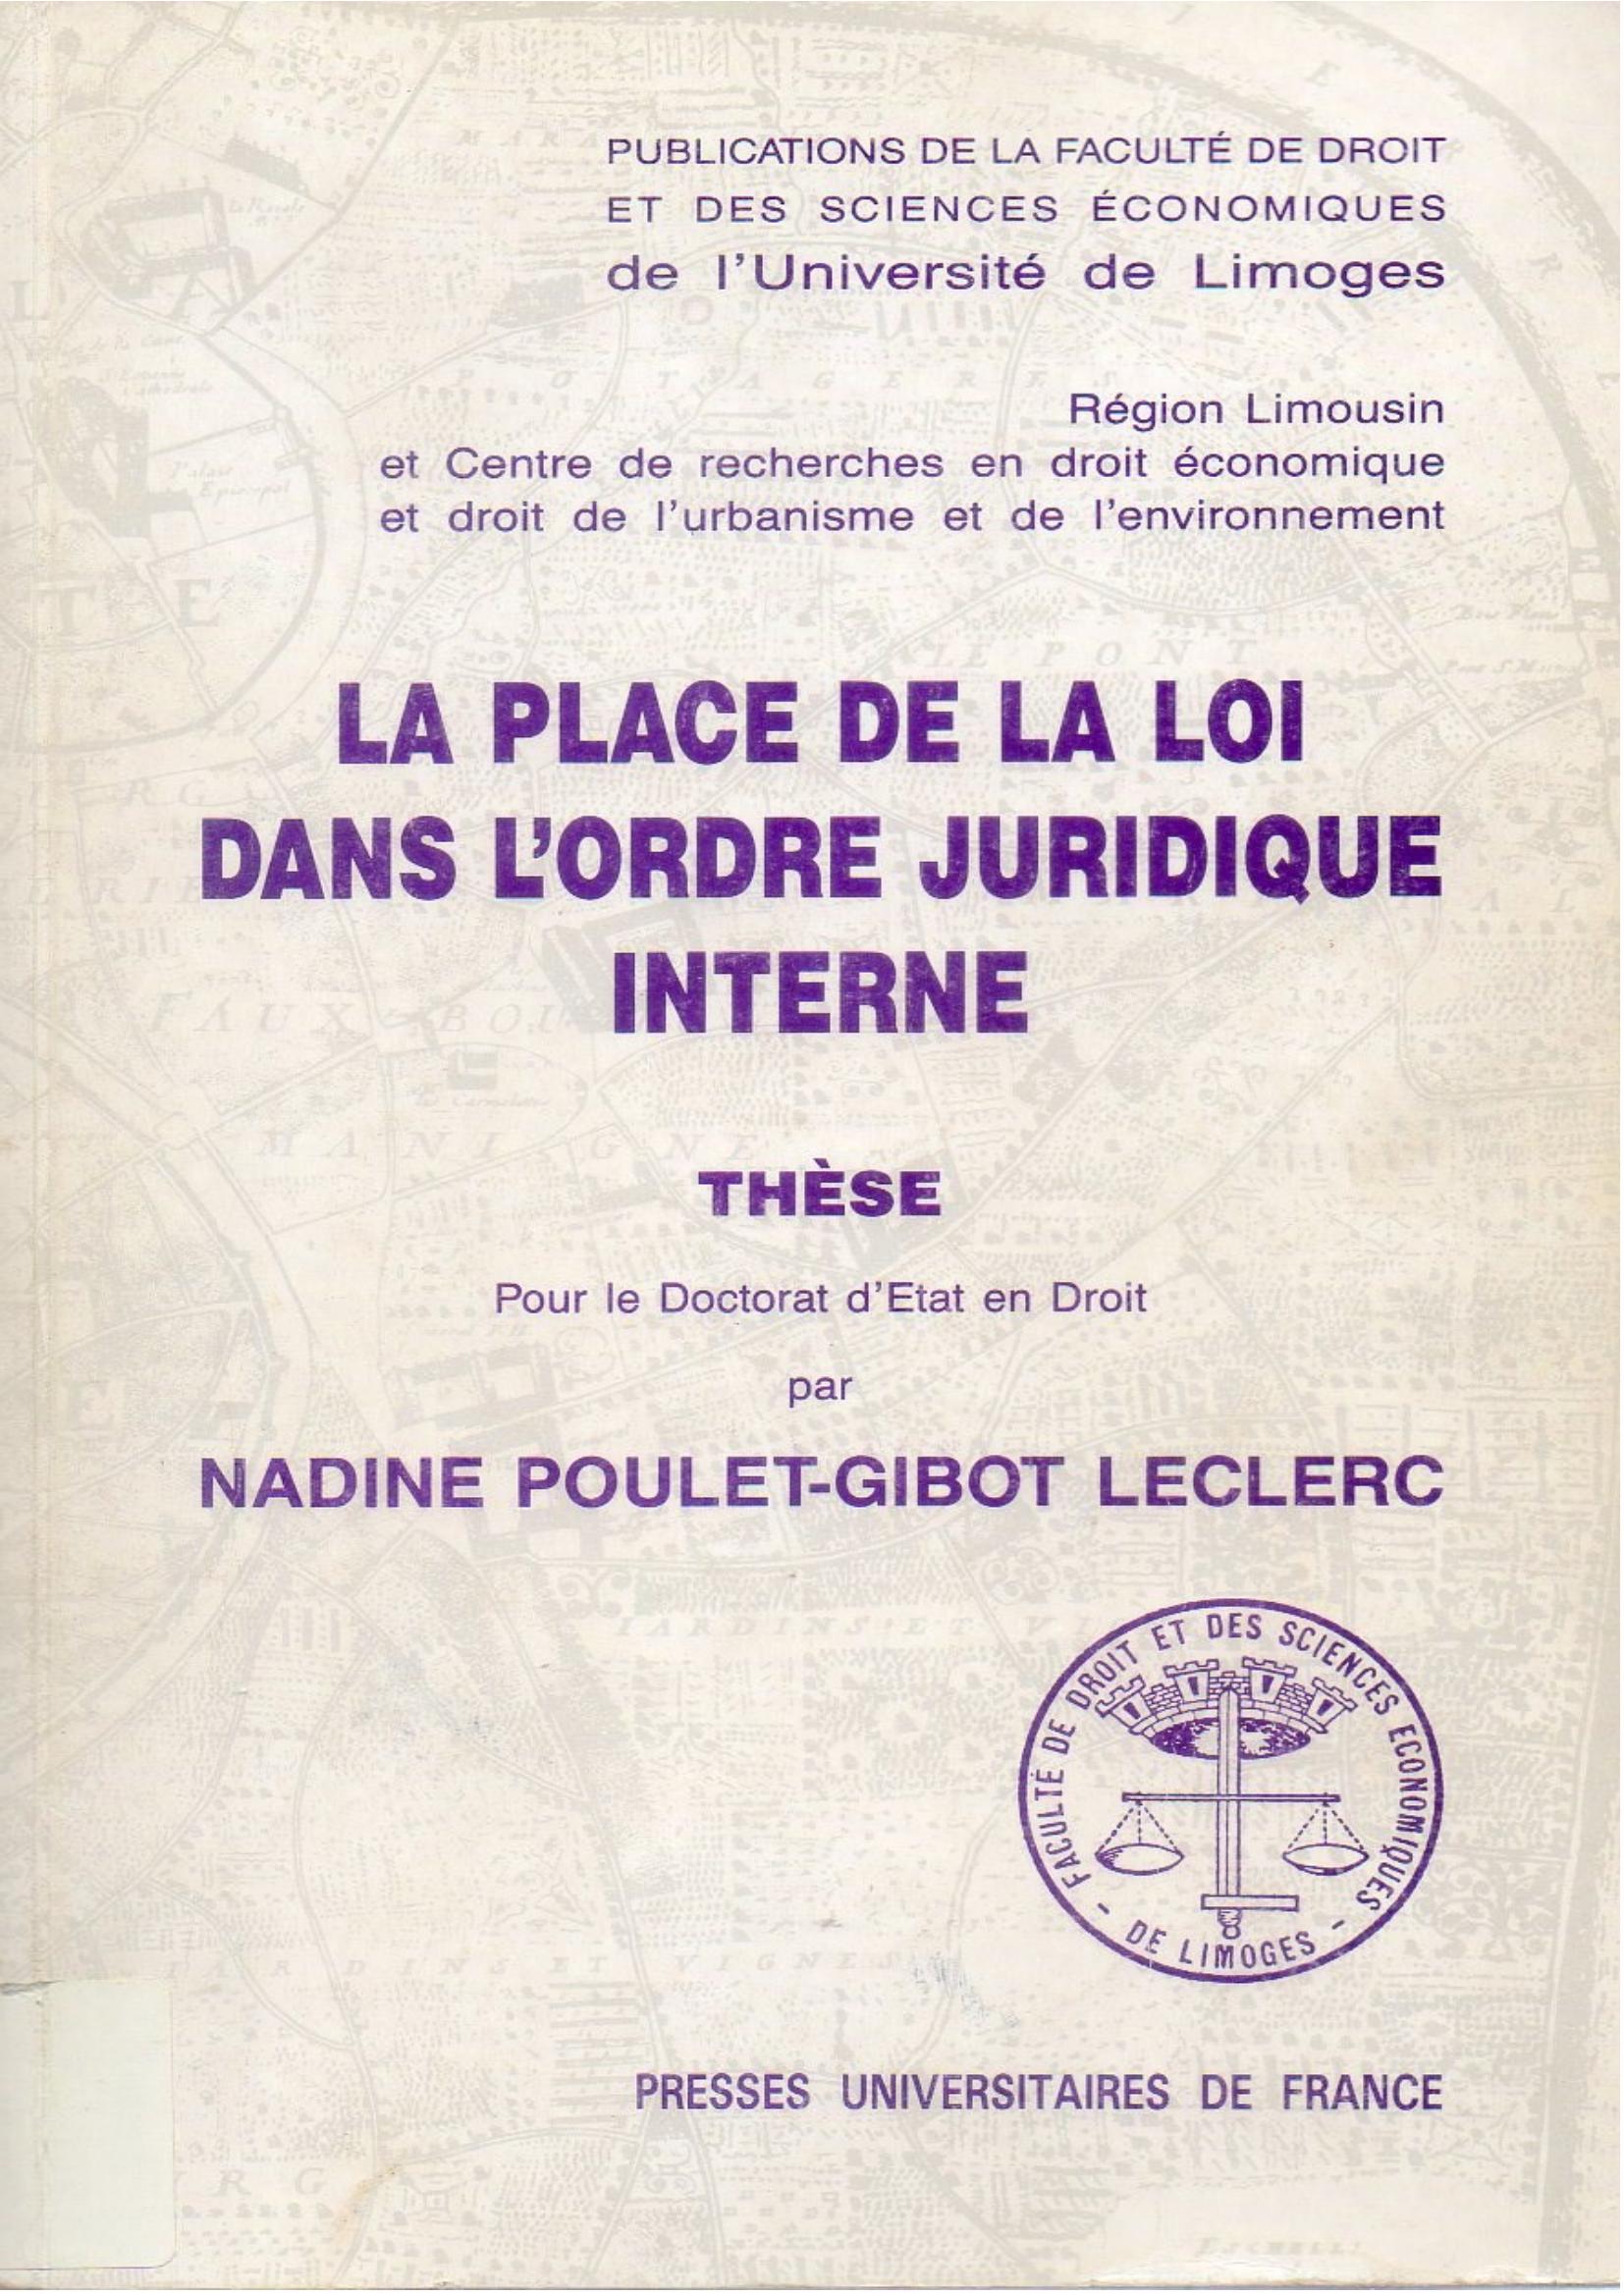 PUBLICATIONS DE LA FACULTÉ DE DROIT
ET DES SCIENCES ÉCONOMIQUES
de l'Université de Limoges
Région Limousin
et Centre de recherches en droit économique
et droit de l'urbanisme et de l'environnement
LA PLACE DE LA LOI
DANS L'ORDRE JURIDIQUE
INTERNE
THÈSE
Pour le Doctorat d'Etat en Droit
par
NADINE POULET-GIBOT LECLERC
FACULTÉ DE DROIT ET DES SCIENCES ECONOMIQUES
- DE LIMOGES -
PRESSES UNIVERSITAIRES DE FRANCE